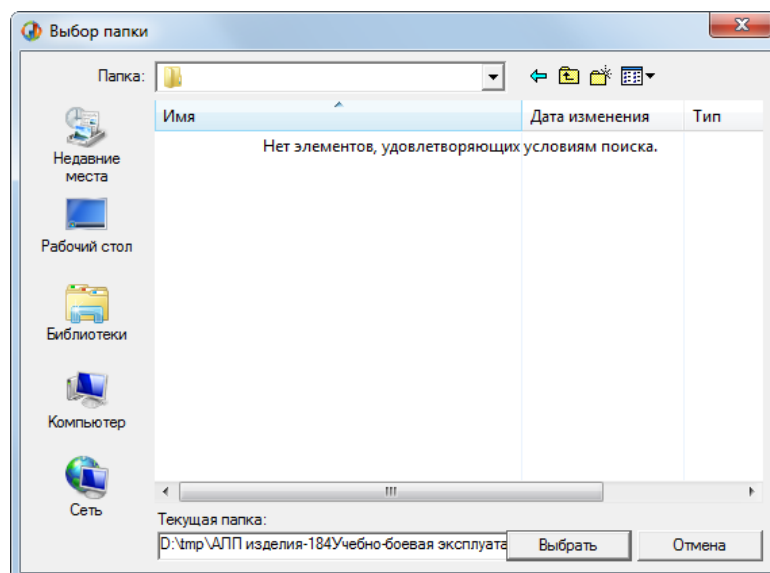 Выбор папки
Папка:
Имя Дата изменения Тип
Нет элементов, удовлетворяющих условиям поиска.
Недавние
места
Рабочий стол
Библиотеки
Компьютер
Сеть
Текущая папка:
D:\tmp\АПП изделия-184Учебно-боевая эксплуата Выбрать Отмена